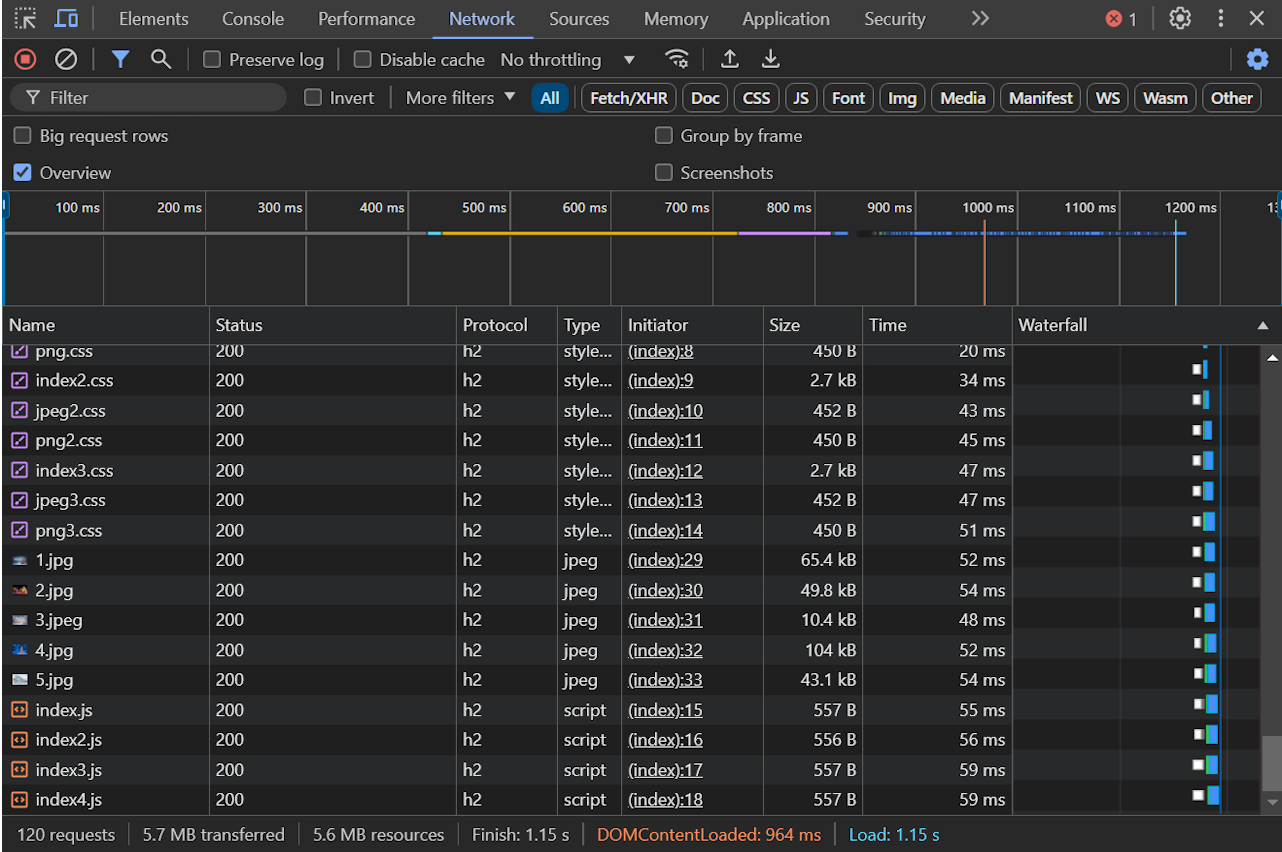 Elements Console Performance Network Sources Memory Application Security 1
Preserve log Disable cache No throttling
Filter Invert More filters All Fetch/XHR Doc CSS JS Font Img Media Manifest WS Wasm Other
Big request rows Group by frame
Overview Screenshots
100 ms 200 ms 300 ms 400 ms 500 ms 600 ms 700 ms 800 ms 900 ms 1000 ms 1100 ms 1200 ms
Name Status Protocol Type Initiator Size Time Waterfall
png.css 200 h2 style... (index):8 450 B 20 ms
index2.css 200 h2 style... (index):9 2.7 kB 34 ms
jpeg2.css 200 h2 style... (index):10 452 B 43 ms
png2.css 200 h2 style... (index):11 450 B 45 ms
index3.css 200 h2 style... (index):12 2.7 kB 47 ms
jpeg3.css 200 h2 style... (index):13 452 B 47 ms
png3.css 200 h2 style... (index):14 450 B 51 ms
1.jpg 200 h2 jpeg (index):29 65.4 kB 52 ms
2.jpg 200 h2 jpeg (index):30 49.8 kB 54 ms
3.jpeg 200 h2 jpeg (index):31 10.4 kB 48 ms
4.jpg 200 h2 jpeg (index):32 104 kB 52 ms
5.jpg 200 h2 jpeg (index):33 43.1 kB 54 ms
index.js 200 h2 script (index):15 557 B 55 ms
index2.js 200 h2 script (index):16 556 B 56 ms
index3.js 200 h2 script (index):17 557 B 59 ms
index4.js 200 h2 script (index):18 557 B 59 ms
120 requests 5.7 MB transferred 5.6 MB resources Finish: 1.15 s DOMContentLoaded: 964 ms Load: 1.15 s